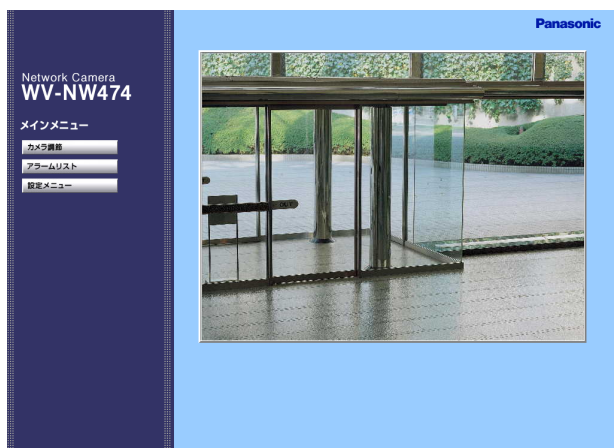 Panasonic
Network Camera
WV-NW474
メインメニュー
カメラ調節
アラームリスト
設定メニュー